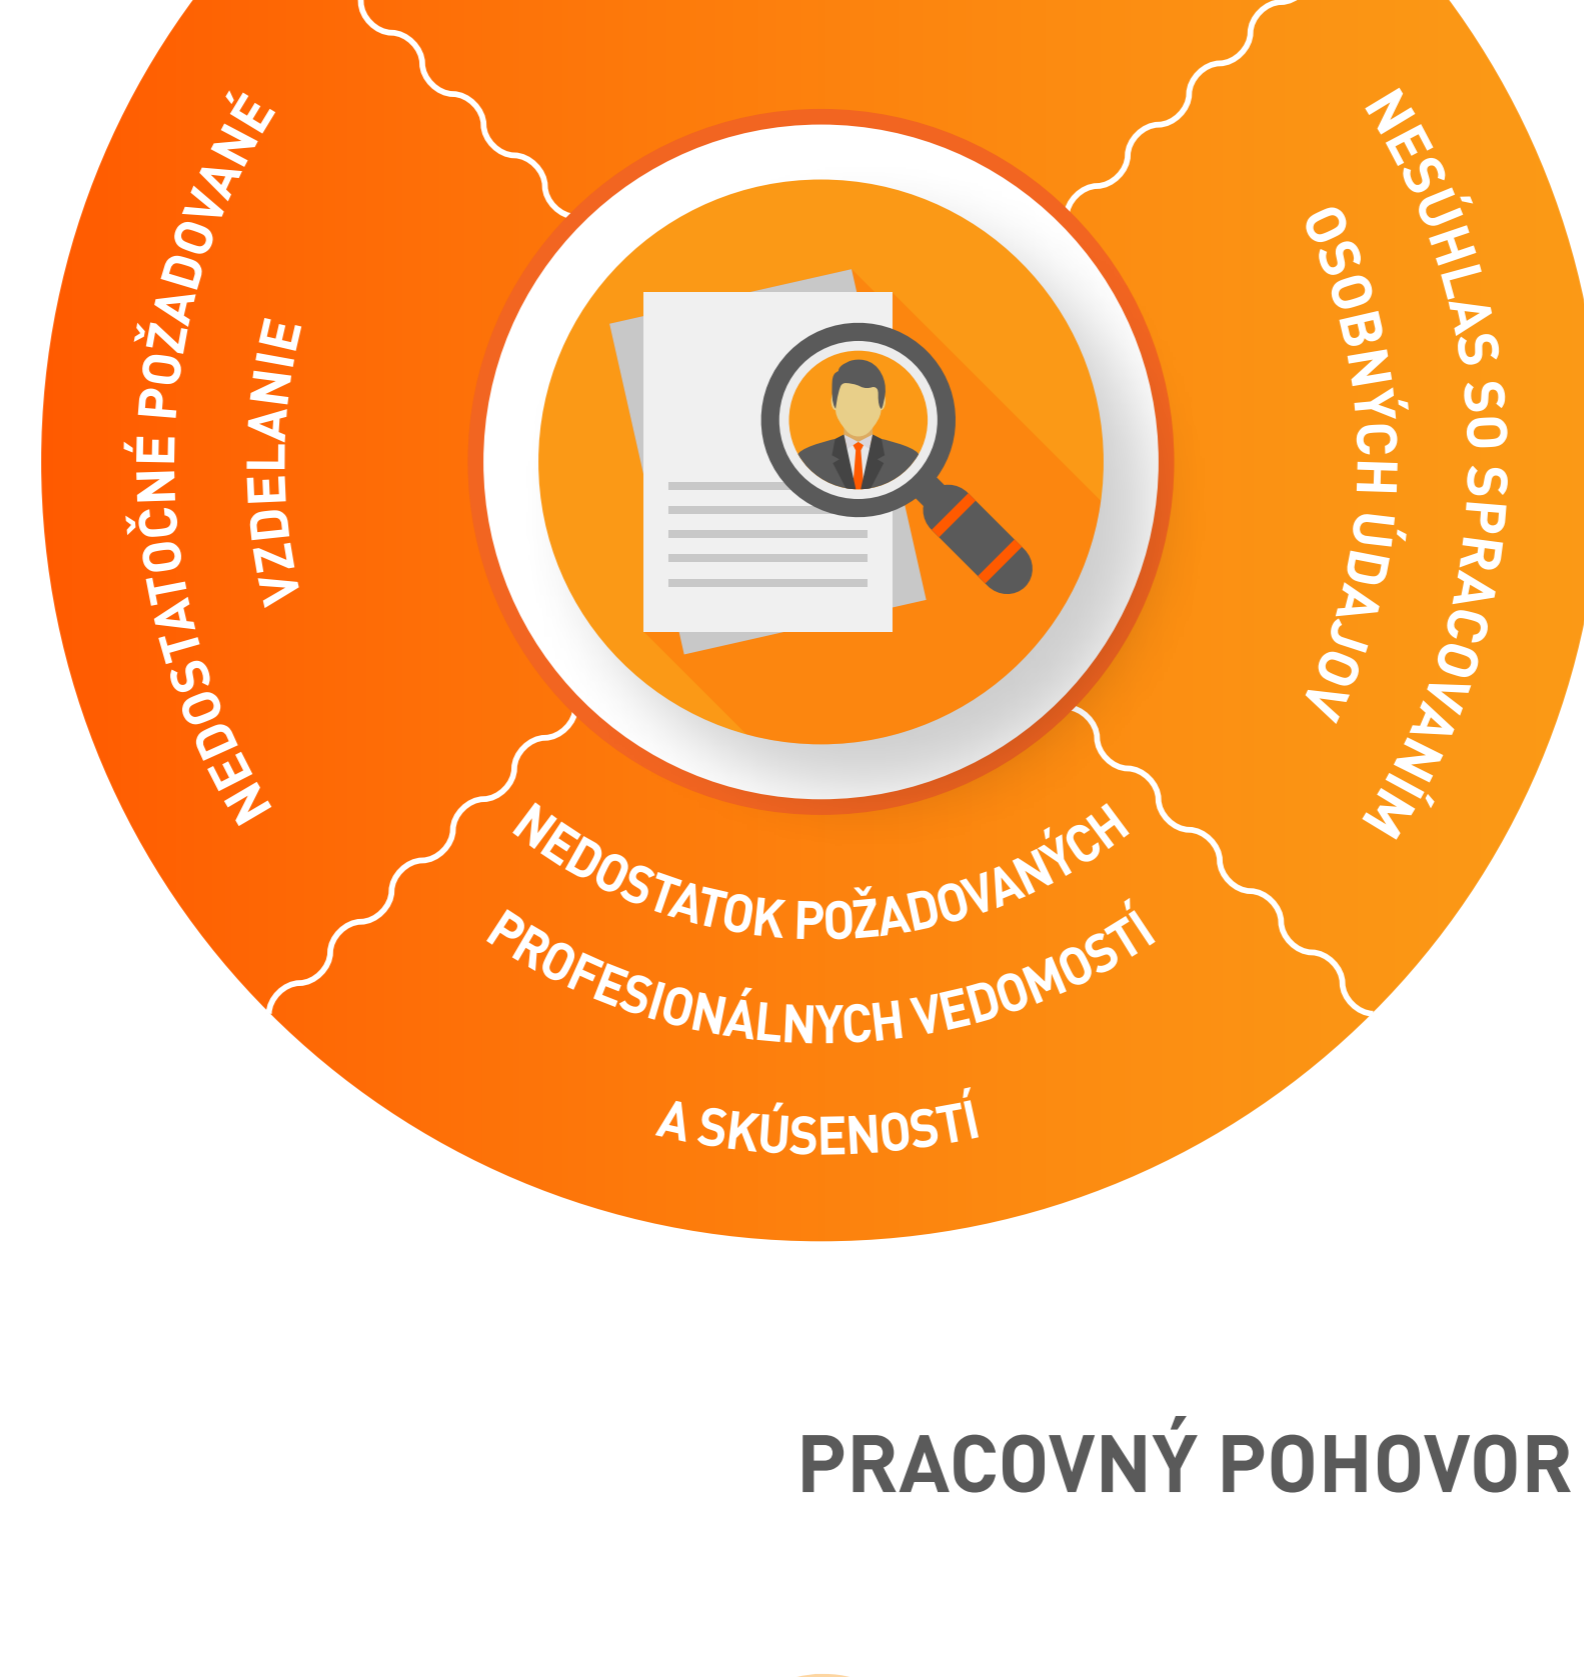 NEDOSTATOČNÉ POŽADOVANÉ
VZDELANIE
NESÚHLAS SO SPRACOVANÍM
OSOBNÝCH ÚDAJOV
NEDOSTATOK POŽADOVANÝCH
PROFESIONÁLNYCH VEDOMOSTÍ
A SKÚSENOSTÍ
PRACOVNÝ POHOVOR